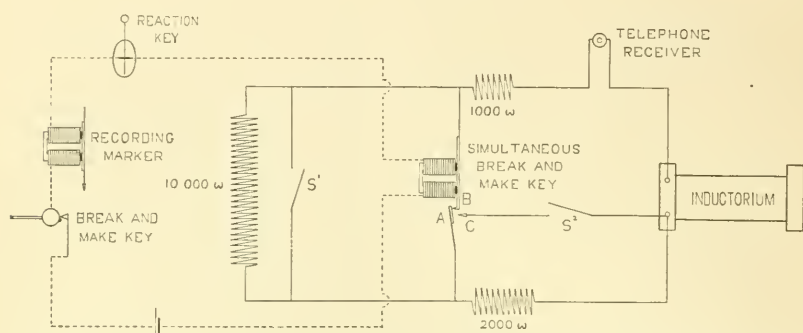 REACTION
KEY
TELEPHONE
RECEIVER
1000 ω
RECORDING
MARKER
10 000 ω
S¹
SIMULTANEOUS
BREAK AND
MAKE KEY
B
A
C
S²
INDUCTORIUM
BREAK AND
MAKE KEY
2000 ω